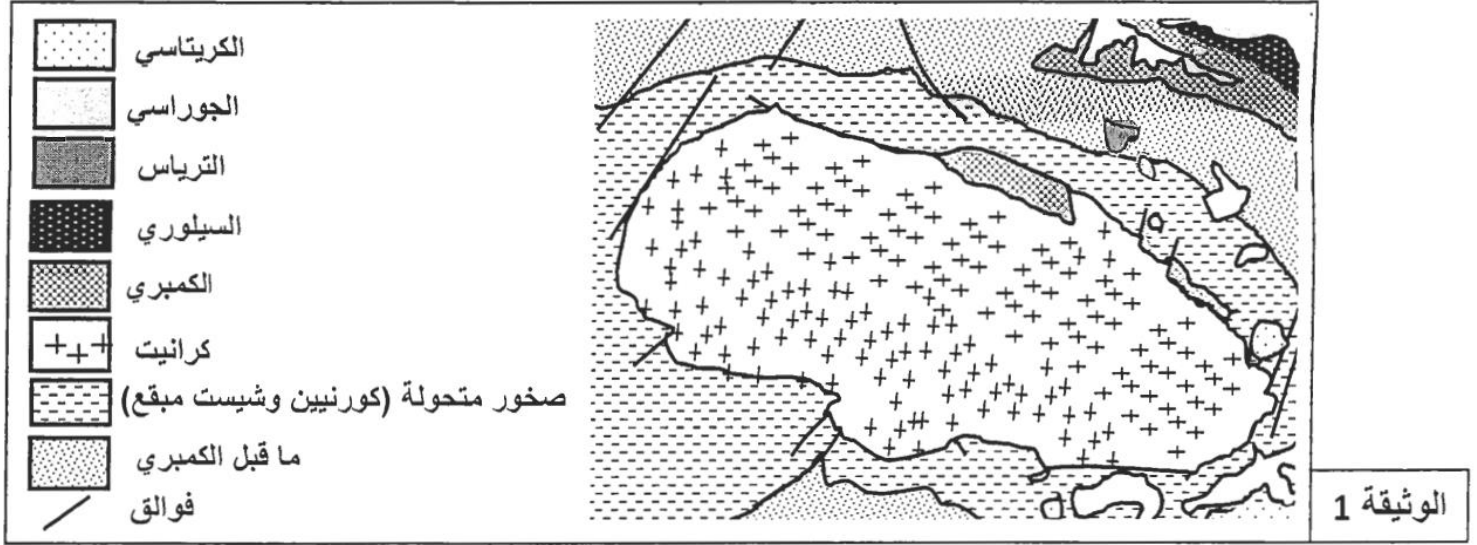 الكريتاسي
الجوراسي
الترياس
السيلوري
الكمبري
كرانيت
صخور متحولة (كورنيين وشيست مبقع)
ما قبل الكمبري
فوالق
الوثيقة 1